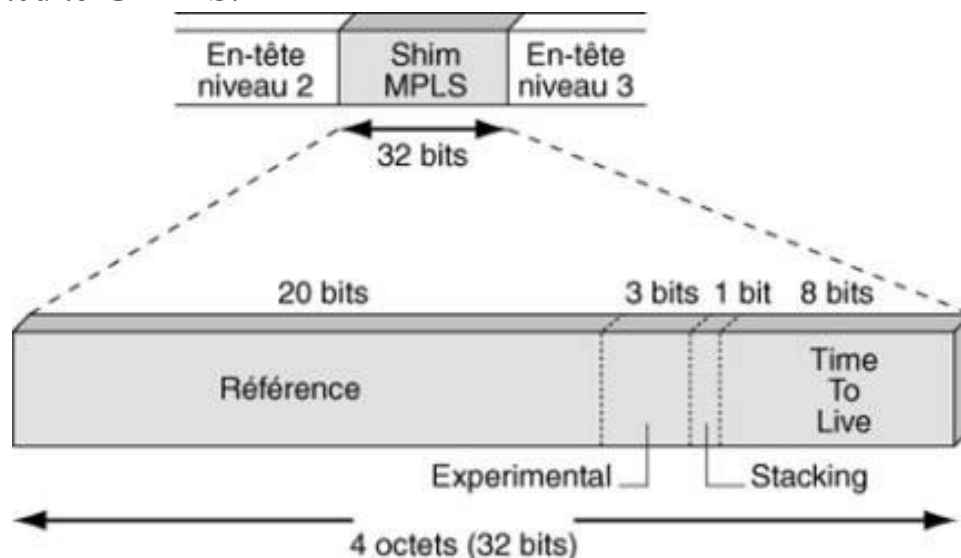 En-tête
niveau 2
Shim
MPLS
En-tête
niveau 3
32 bits
20 bits
3 bits
1 bit
8 bits
Référence
Time
To
Live
Experimental
Stacking
4 octets (32 bits)